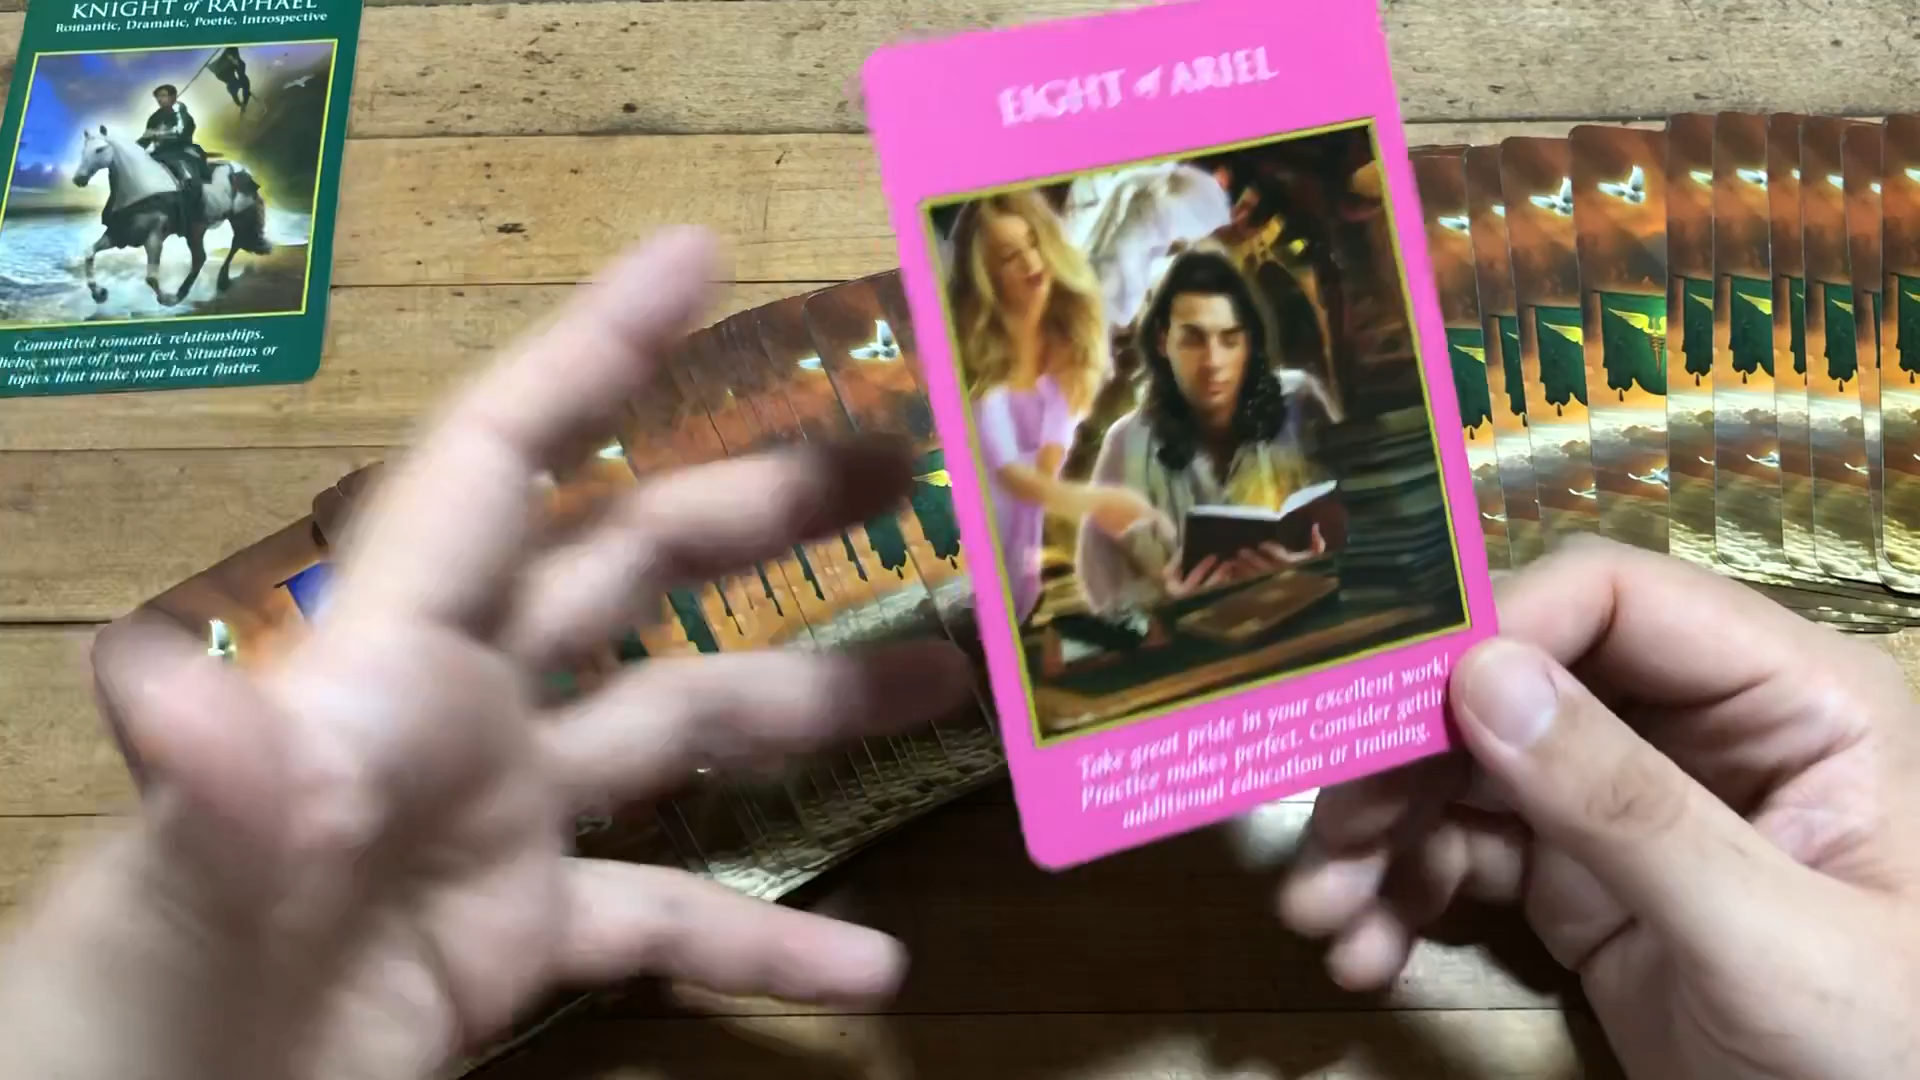 KNIGHT of RAPHAEL
Romantic, Dramatic, Poetic, Introspective
Committed romantic relationships.
Being swept off your feet. Situations or
topics that make your heart flutter.
EIGHT of ARIEL
Take great pride in your excellent work!
Practice makes perfect. Consider gettin
additional education or training.